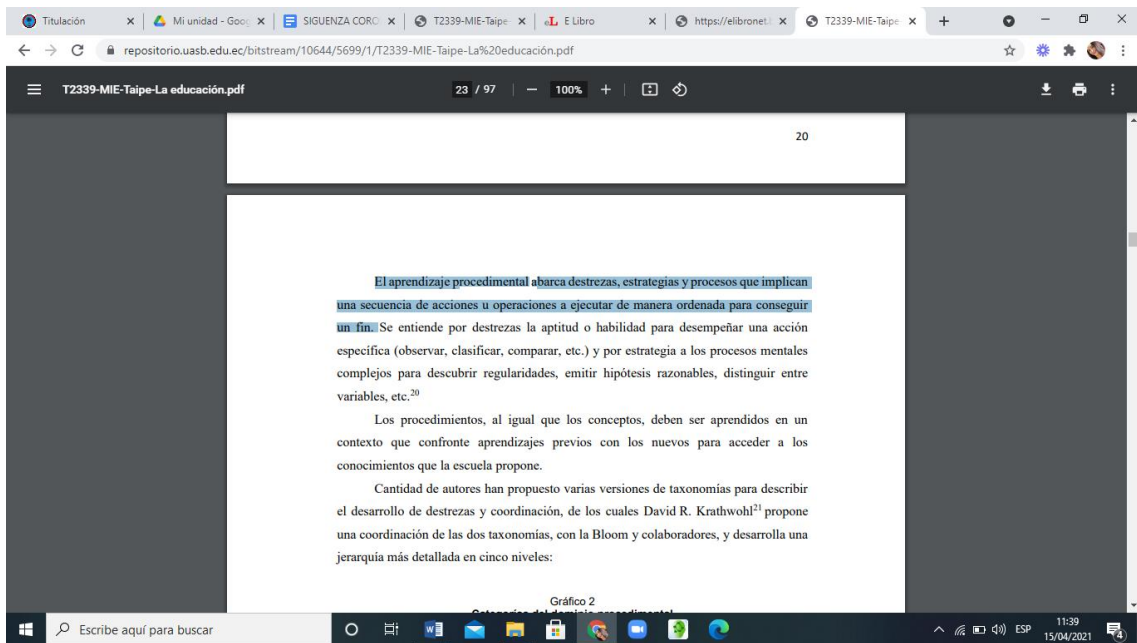 Titulación
Mi unidad - Goog
SIGUENZA CORO
T2339-MIE-Taipe-
eL E Libro
https://elibronet.
T2339-MIE-Taipe-
repositorio.uasb.edu.ec/bitstream/10644/5699/1/T2339-MIE-Taipe-La%20educación.pdf
T2339-MIE-Taipe-La educación.pdf
23 / 97
100%
20
El aprendizaje procedimental abarca destrezas, estrategias y procesos que implican
una secuencia de acciones u operaciones a ejecutar de manera ordenada para conseguir
un fin. Se entiende por destrezas la aptitud o habilidad para desempeñar una acción
específica (observar, clasificar, comparar, etc.) y por estrategia a los procesos mentales
complejos para descubrir regularidades, emitir hipótesis razonables, distinguir entre
variables, etc.20
Los procedimientos, al igual que los conceptos, deben ser aprendidos en un
contexto que confronte aprendizajes previos con los nuevos para acceder a los
conocimientos que la escuela propone.
Cantidad de autores han propuesto varias versiones de taxonomías para describir
el desarrollo de destrezas y coordinación, de los cuales David R. Krathwohl21 propone
una coordinación de las dos taxonomías, con la Bloom y colaboradores, y desarrolla una
jerarquía más detallada en cinco niveles:
Gráfico 2
Categorías del dominio procedimental
Escribe aquí para buscar
ESP
11:39
15/04/2021
4